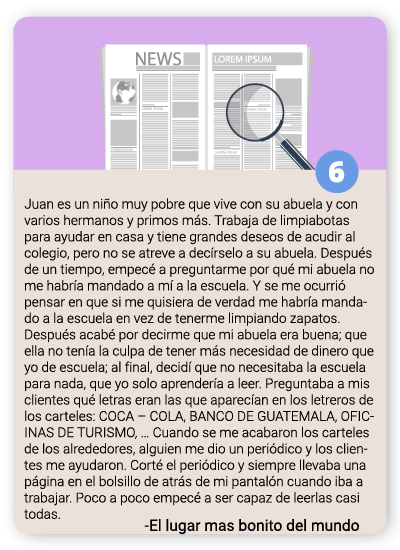 NEWS
LOREM IPSUM
6
Juan es un niño muy pobre que vive con su abuela y con
varios hermanos y primos más. Trabaja de limpiabotas
para ayudar en casa y tiene grandes deseos de acudir al
colegio, pero no se atreve a decírselo a su abuela. Después
de un tiempo, empecé a preguntarme por qué mi abuela no
me habría mandado a mí a la escuela. Y se me ocurrió
pensar en que si me quisiera de verdad me habría manda-
do a la escuela en vez de tenerme limpiando zapatos.
Después acabé por decirme que mi abuela era buena; que
ella no tenía la culpa de tener más necesidad de dinero que
yo de escuela; al final, decidí que no necesitaba la escuela
para nada, que yo solo aprendería a leer. Preguntaba a mis
clientes qué letras eran las que aparecían en los letreros de
los carteles: COCA – COLA, BANCO DE GUATEMALA, OFIC-
INAS DE TURISMO, ... Cuando se me acabaron los carteles
de los alrededores, alguien me dio un periódico y los clien-
tes me ayudaron. Corté el periódico y siempre llevaba una
página en el bolsillo de atrás de mi pantalón cuando iba a
trabajar. Poco a poco empecé a ser capaz de leerlas casi
todas.
-El lugar mas bonito del mundo